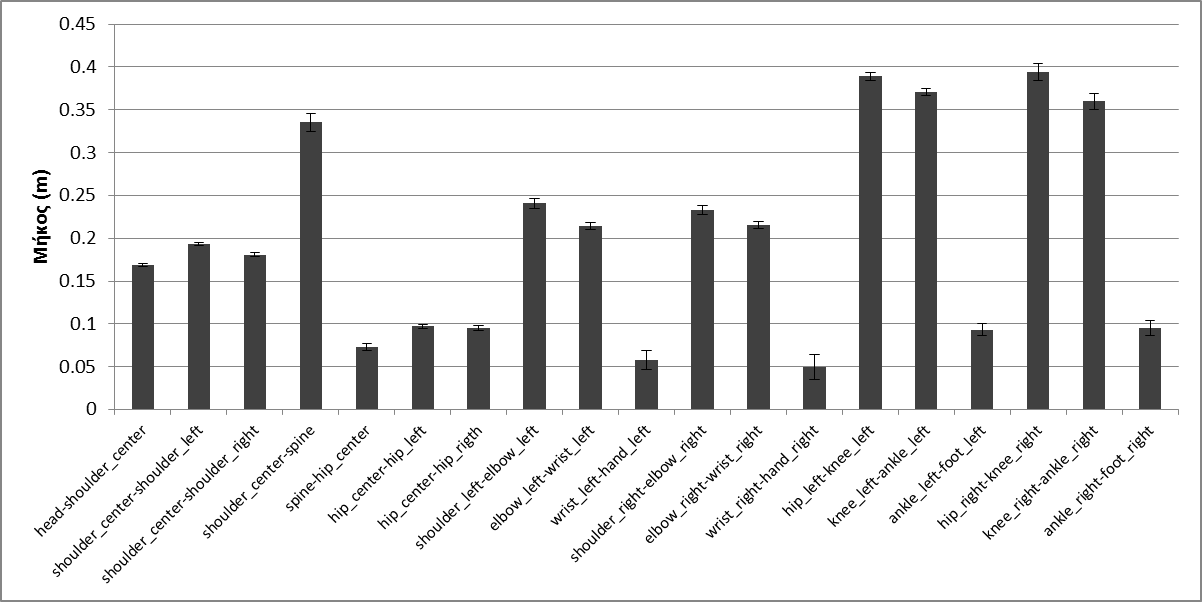 Μήκος (m)
0.45
0.4
0.35
0.3
0.25
0.2
0.15
0.1
0.05
0
head-shoulder_center
shoulder_center-shoulder_left
shoulder_center-shoulder_right
shoulder_center-spine
spine-hip_center
hip_center-hip_left
hip_center-hip_rigth
shoulder_left-elbow_left
elbow_left-wrist_left
wrist_left-hand_left
shoulder_right-elbow_right
elbow_right-wrist_right
wrist_right-hand_right
hip_left-knee_left
knee_left-ankle_left
ankle_left-foot_left
hip_right-knee_right
knee_right-ankle_right
ankle_right-foot_right